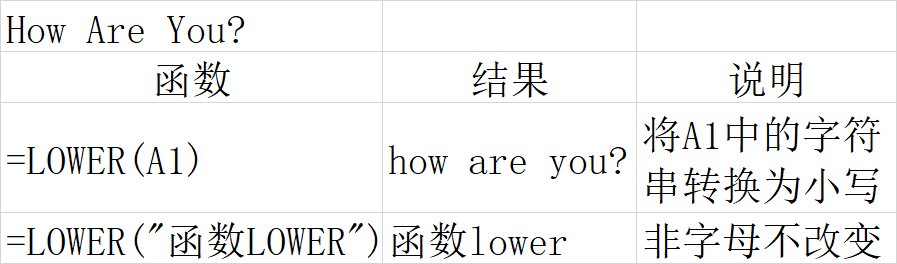 How Are You?
函数 结果 说明
=LOWER(A1) how are you? 将A1中的字符
串转换为小写
=LOWER("函数LOWER") 函数lower 非字母不改变